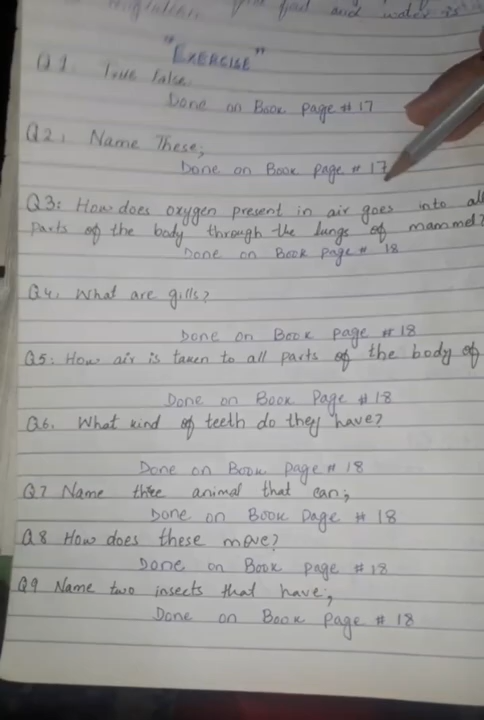 food and water is
"EXERCISE"
Q1. True False.
Done on Book page # 17
Q2: Name These;
Done on Book page # 17
Q3: How does oxygen present in air goes into all
parts of the body through the lungs of mammel?
Done on Book page # 18
Q4. What are gills?
Done on Book page # 18
Q5: How air is taken to all parts of the body of
Done on Book Page # 18
Q6. What kind of teeth do they have?
Done on Book page # 18
Q7 Name three animal that can;
Done on Book page # 18
Q8 How does these move?
Done on Book page # 18
Q9 Name two insects that have;
Done on Book page # 18